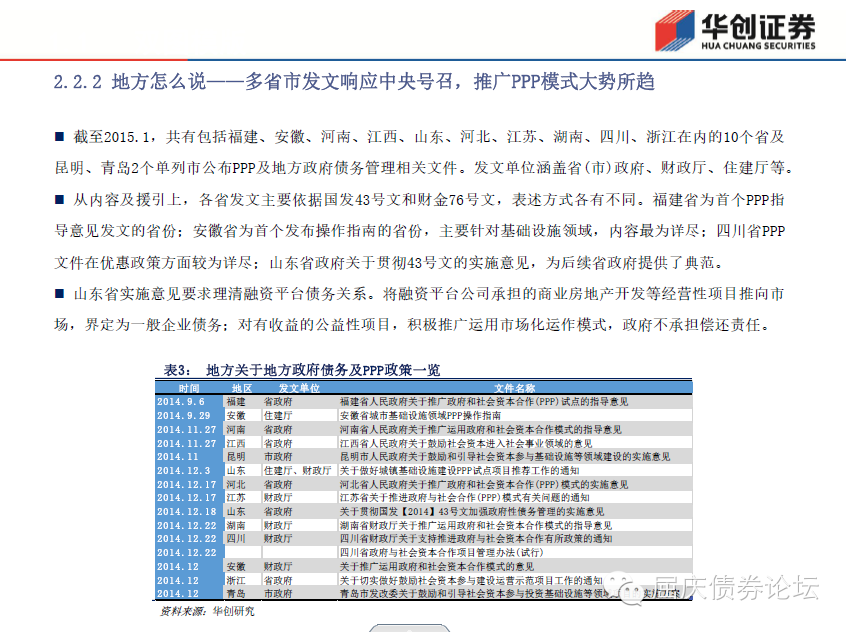 华创证券
HUA CHUANG SECURITIES
2.2.2 地方怎么说——多省市发文响应中央号召，推广PPP模式大势所趋
■ 截至2015.1，共有包括福建、安徽、河南、江西、山东、河北、江苏、湖南、四川、浙江在内的10个省及
昆明、青岛2个单列市公布PPP及地方政府债务管理相关文件。发文单位涵盖省(市)政府、财政厅、住建厅等。
■ 从内容及援引上，各省发文主要依据国发43号文和财金76号文，表述方式各有不同。福建省为首个PPP指
导意见发文的省份；安徽省为首个发布操作指南的省份，主要针对基础设施领域，内容最为详尽；四川省PPP
文件在优惠政策方面较为详尽；山东省政府关于贯彻43号文的实施意见，为后续省政府提供了典范。
■ 山东省实施意见要求理清融资平台债务关系。将融资平台公司承担的商业房地产开发等经营性项目推向市
场，界定为一般企业债务；对有收益的公益性项目，积极推广运用市场化运作模式，政府不承担偿还责任。
表3： 地方关于地方政府债务及PPP政策一览
时间 地区 发文单位 文件名称
2014.9.6 福建 省政府 福建省人民政府关于推广政府和社会资本合作(PPP)试点的指导意见
2014.9.29 安徽 住建厅 安徽省城市基础设施领域PPP操作指南
2014.11.27 河南 省政府 河南省人民政府关于推广运用政府和社会资本合作模式的指导意见
2014.11.27 江西 省政府 江西省人民政府关于鼓励社会资本进入社会事业领域的意见
2014.11 昆明 市政府 昆明市人民政府关于鼓励和引导社会资本参与基础设施等领域建设的实施意见
2014.12.3 山东 住建厅、财政厅 关于做好城镇基础设施建设PPP试点项目推荐工作的通知
2014.12.17 河北 省政府 河北省人民政府关于推广政府和社会资本合作(PPP)模式的实施意见
2014.12.17 江苏 财政厅 江苏省关于推进政府与社会合作(PPP)模式有关问题的通知
2014.12.18 山东 省政府 关于贯彻国发【2014】43号文加强政府性债务管理的实施意见
2014.12.22 湖南 财政厅 湖南省财政厅关于推广运用政府和社会资本合作模式的指导意见
2014.12.22 四川 财政厅 四川省财政厅关于支持推进政府与社会资本合作有所政策的通知
2014.12.22 四川省政府与社会资本合作项目管理办法(试行)
2014.12 安徽 财政厅 关于推广运用政府和社会资本合作模式的意见
2014.12 浙江 省政府 关于切实做好鼓励社会资本参与建设运营示范项目工作的通知
2014.12 青岛 市政府 青岛市发改委关于鼓励和引导社会资本参与投资基础设施等领
国庆债券论坛
资料来源：华创研究